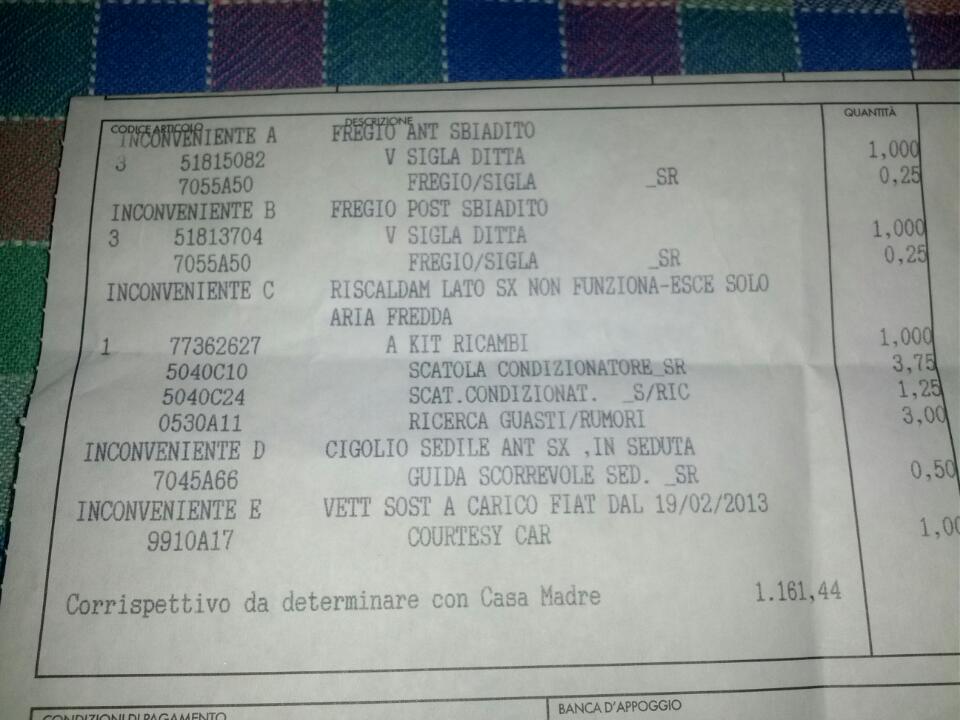 CODICE ARTICOLO DESCRIZIONE QUANTITÀ
INCONVENIENTE A FREGIO ANT SBIADITO
3 51815082 V SIGLA DITTA 1,000
7055A50 FREGIO/SIGLA _SR 0,25
INCONVENIENTE B FREGIO POST SBIADITO
3 51813704 V SIGLA DITTA 1,000
7055A50 FREGIO/SIGLA _SR 0,25
INCONVENIENTE C RISCALDAM LATO SX NON FUNZIONA-ESCE SOLO
ARIA FREDDA
1 77362627 A KIT RICAMBI 1,000
5040C10 SCATOLA CONDIZIONATORE_SR 3,75
5040C24 SCAT.CONDIZIONAT. _S/RIC 1,25
0530A11 RICERCA GUASTI/RUMORI 3,00
INCONVENIENTE D CIGOLIO SEDILE ANT SX ,IN SEDUTA
7045A66 GUIDA SCORREVOLE SED. _SR 0,50
INCONVENIENTE E VETT SOST A CARICO FIAT DAL 19/02/2013
9910A17 COURTESY CAR 1,00
Corrispettivo da determinare con Casa Madre 1.161,44
CONDIZIONI DI PAGAMENTO BANCA D'APPOGGIO